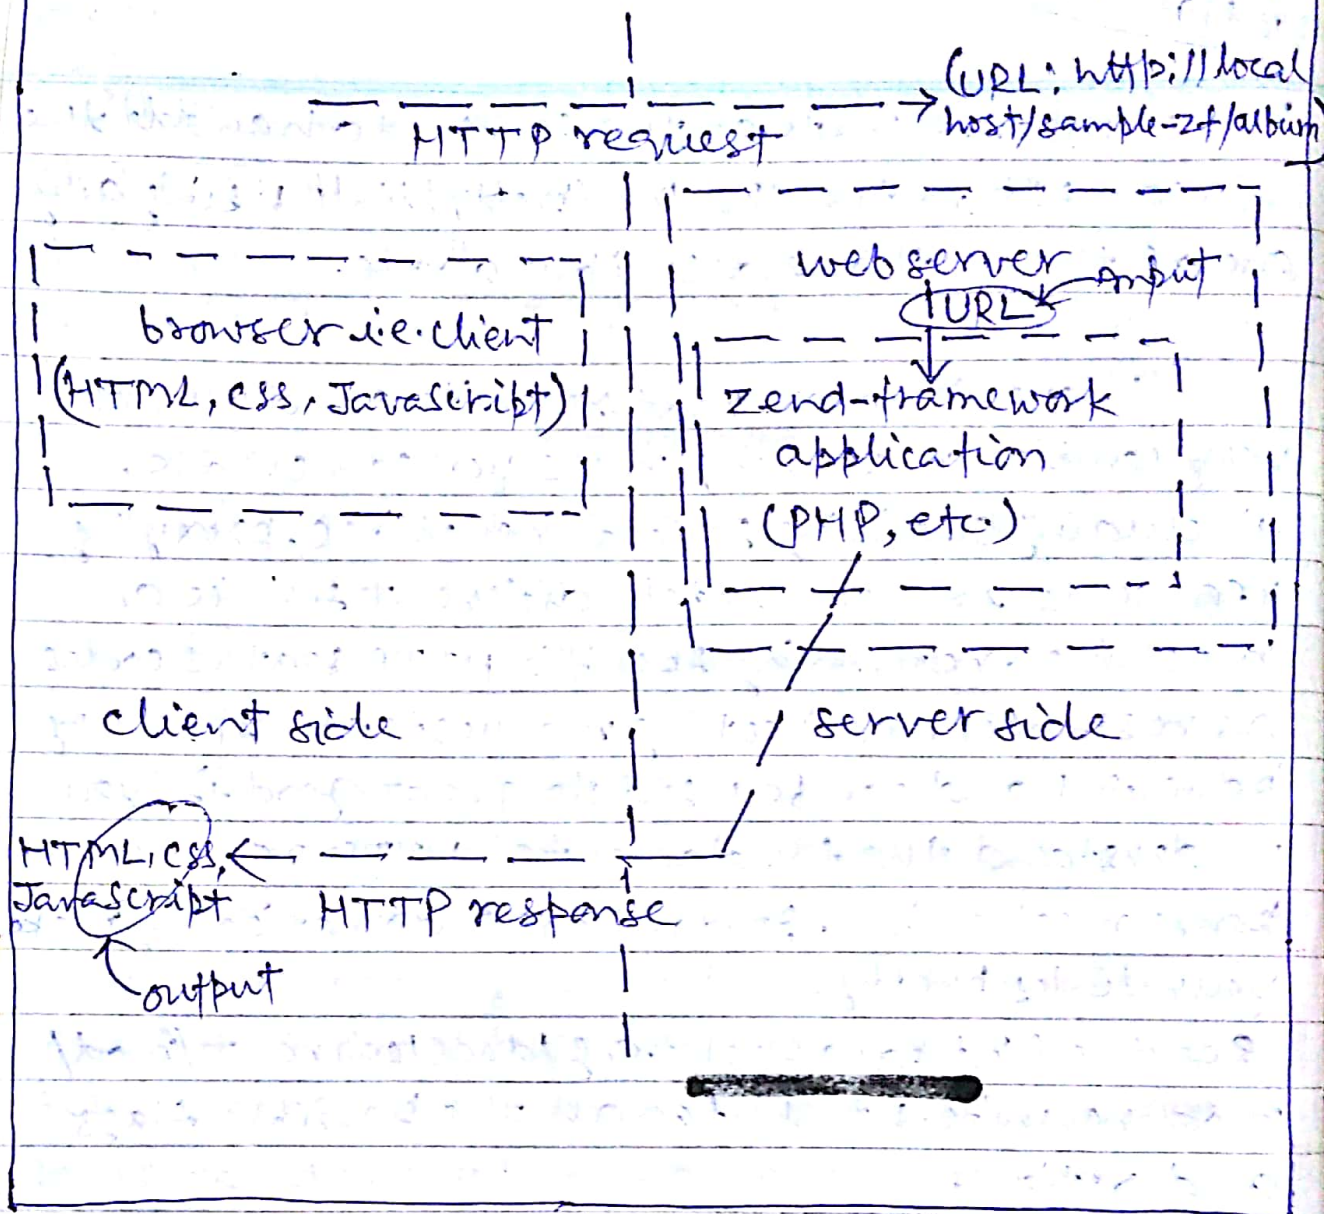 (URL: http://local
host/sample-zf/album)
HTTP request
web server
input
URL
browser i.e. client
(HTML, CSS, JavaScript)
zend-framework
application
(PHP, etc.)
client side
server side
HTML, CSS,
JavaScript
HTTP response
output